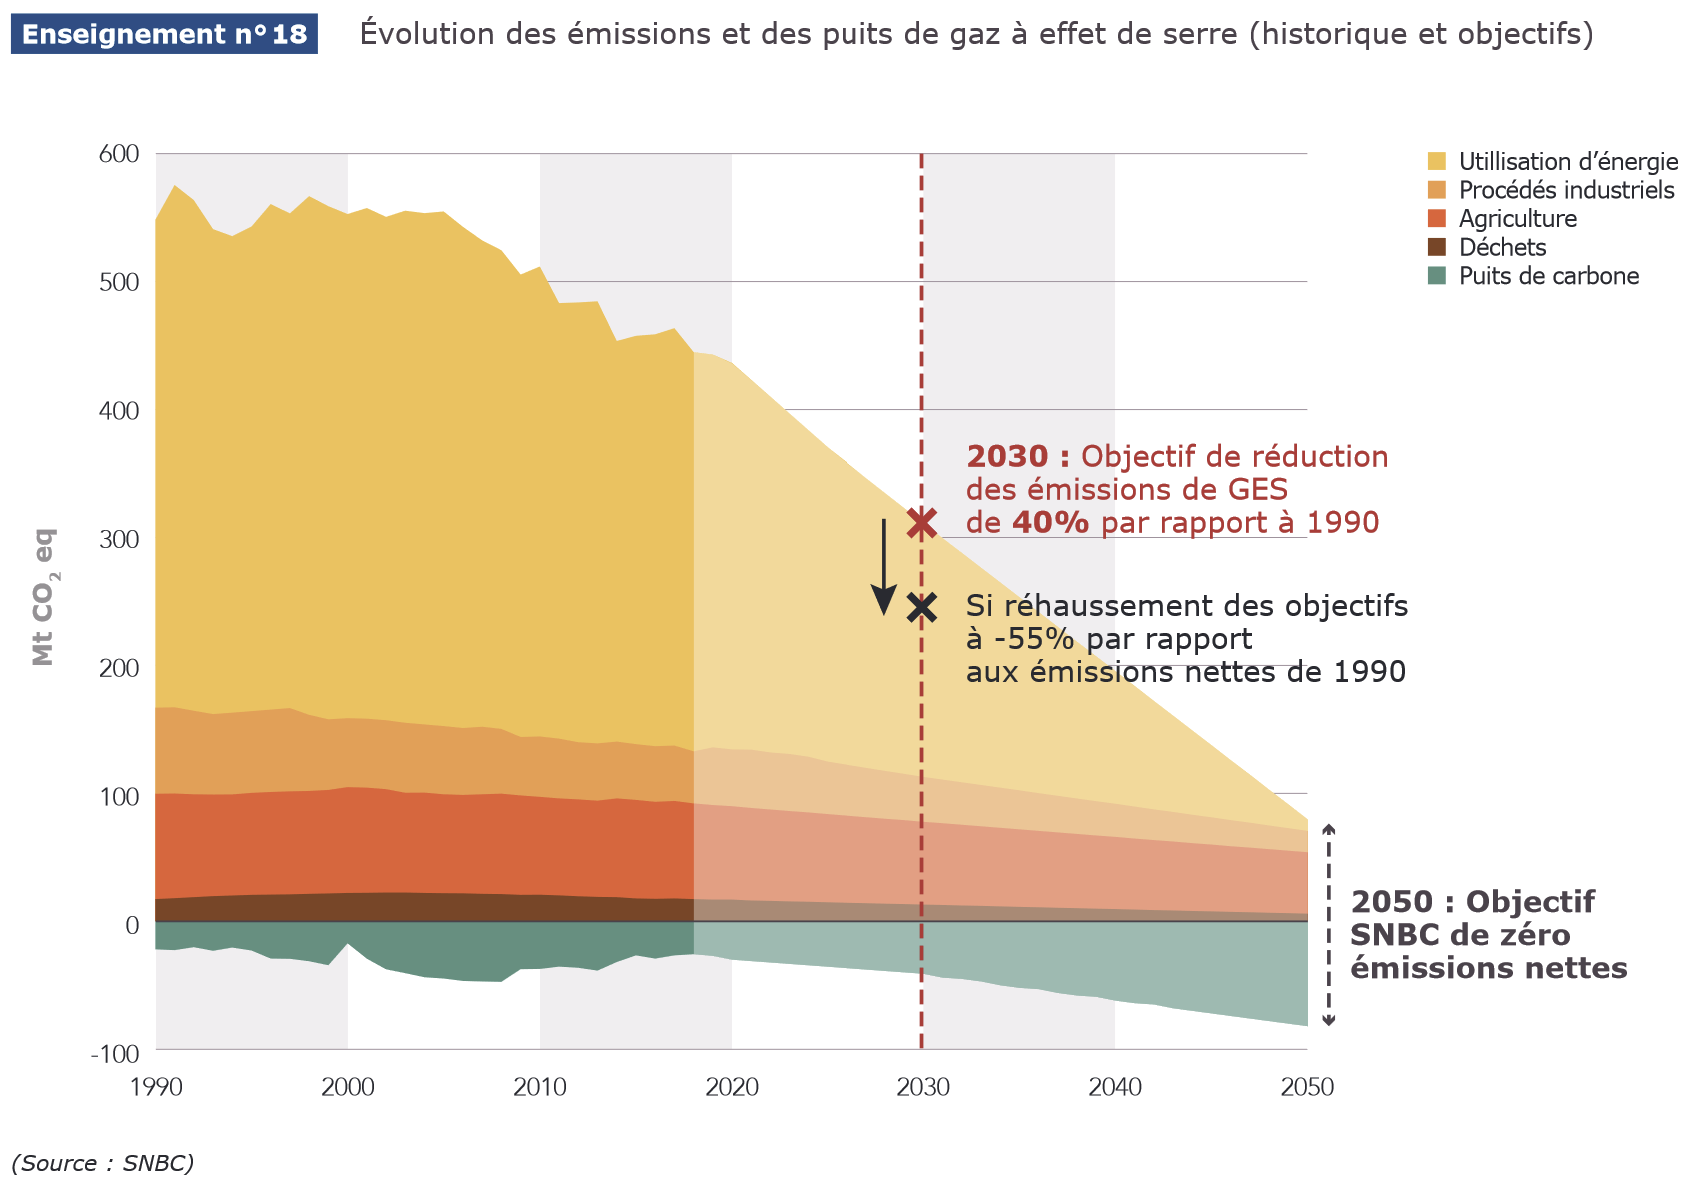 Enseignement n°18
Évolution des émissions et des puits de gaz à effet de serre (historique et objectifs)
Utillisation d'énergie
Procédés industriels
Agriculture
Déchets
Puits de carbone
Mt CO₂ eq
600
500
400
300
200
100
0
-100
2030 : Objectif de réduction
des émissions de GES
de 40% par rapport à 1990
Si réhaussement des objectifs
à -55% par rapport
aux émissions nettes de 1990
2050 : Objectif
SNBC de zéro
émissions nettes
1990 2000 2010 2020 2030 2040 2050
(Source : SNBC)